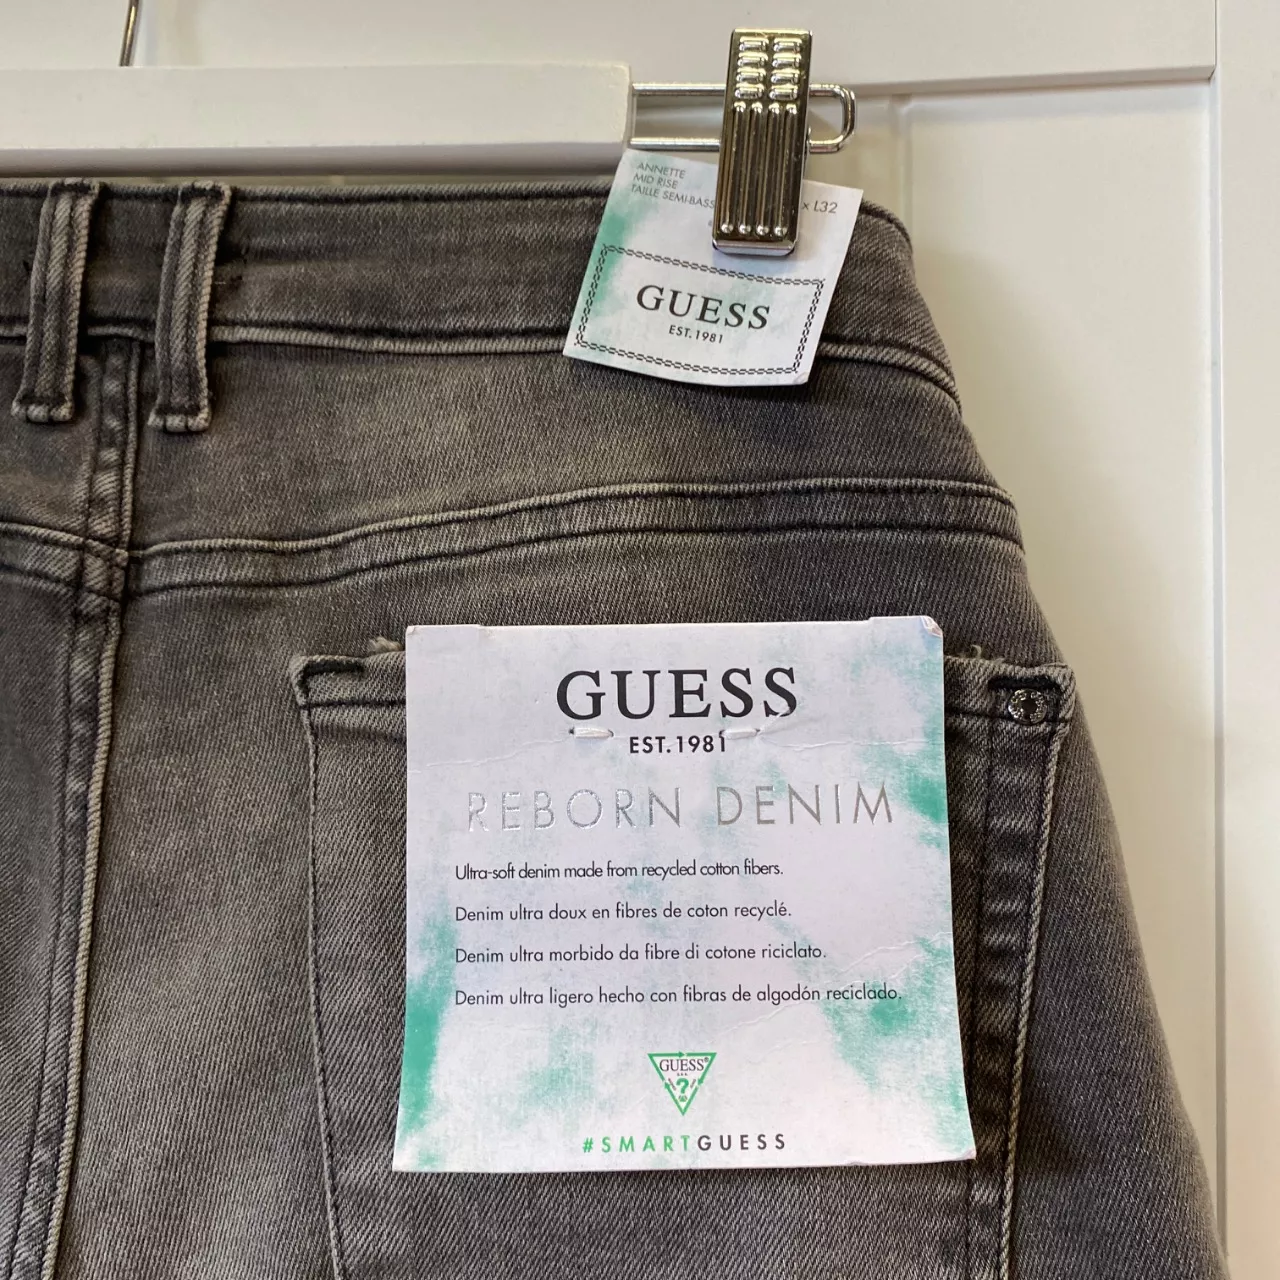 ANNETTE
MID RISE
TAILLE SEMI-BASS
x L32
GUESS
EST. 1981
GUESS
EST. 1981
REBORN DENIM
Ultra-soft denim made from recycled cotton fibers.
Denim ultra doux en fibres de coton recyclé.
Denim ultra morbido da fibre di cotone riciclato.
Denim ultra ligero hecho con fibras de algodón reciclado.
GUESS®
?
#SMARTGUESS